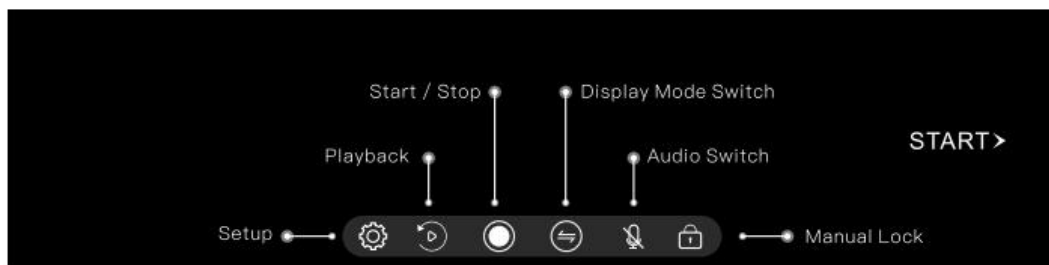 Start / Stop
Display Mode Switch
START>
Playback
Audio Switch
Setup
Manual Lock